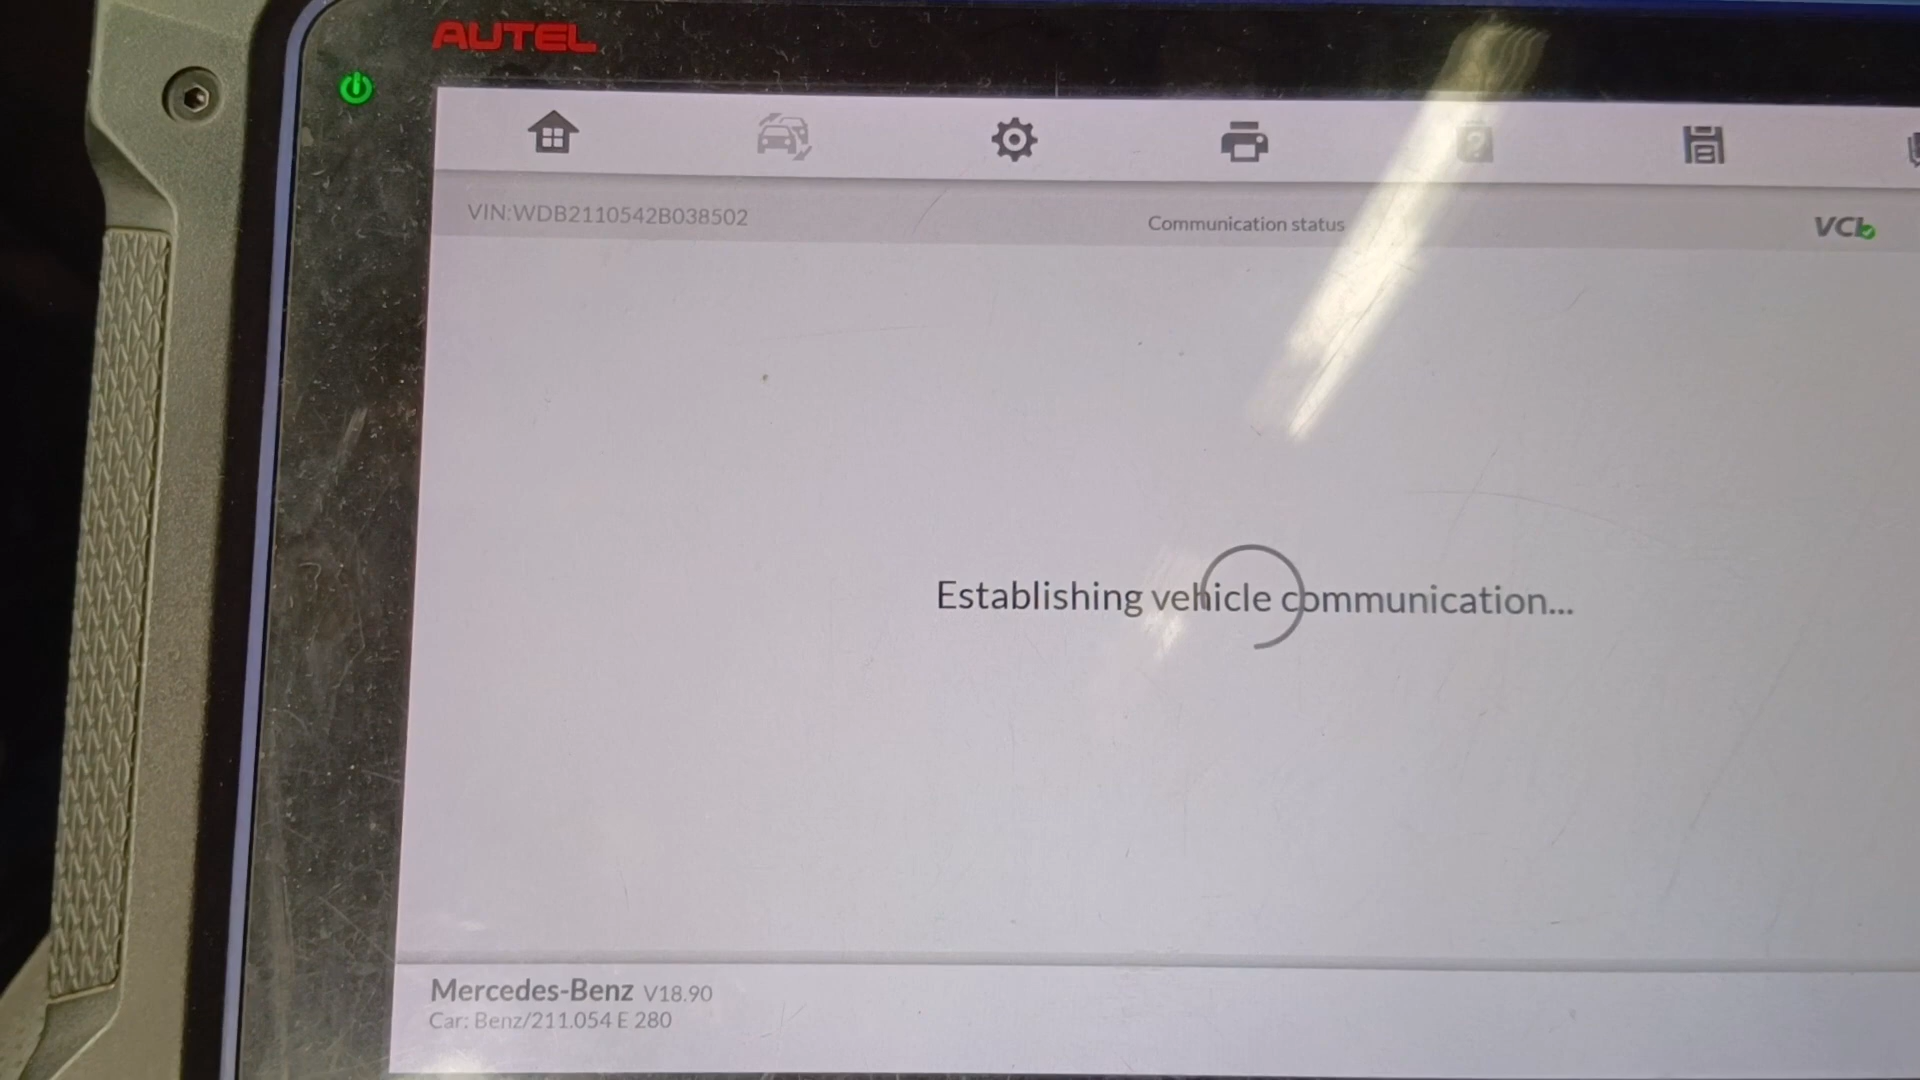 AUTEL
VIN:WDB2110542B038502
Communication status
VCI
Establishing vehicle communication...
Mercedes-Benz V18.90
Car: Benz/211.054 E 280